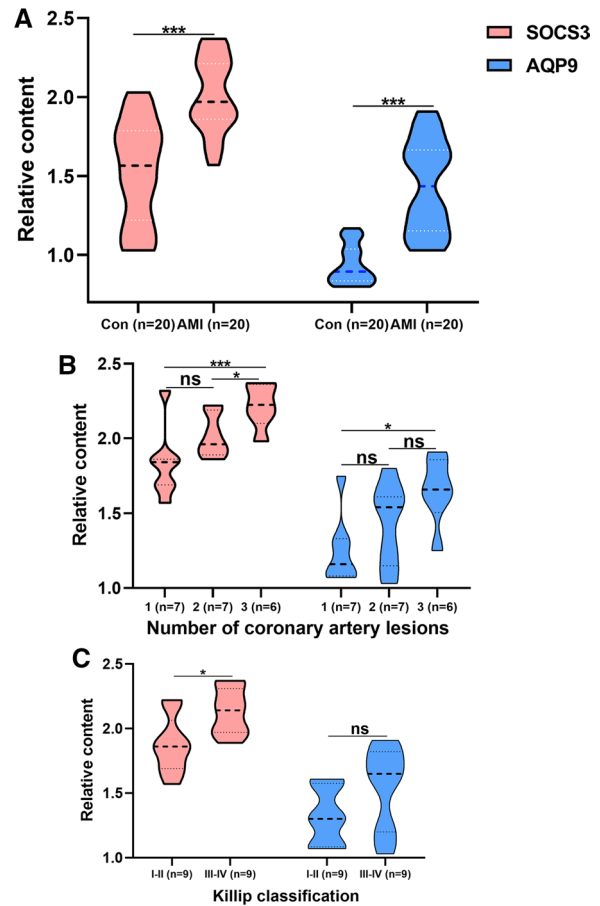 A
SOCS3
AQP9
Relative content
2.5
2.0
1.5
1.0
***
***
Con (n=20) AMI (n=20)
Con (n=20) AMI (n=20)
B
Relative content
2.5
2.0
1.5
1.0
***
ns
*
*
ns
ns
1 (n=7) 2 (n=7) 3 (n=6)
1 (n=7) 2 (n=7) 3 (n=6)
Number of coronary artery lesions
C
Relative content
2.5
2.0
1.5
1.0
*
ns
I-II (n=9) III-IV (n=9)
I-II (n=9) III-IV (n=9)
Killip classification